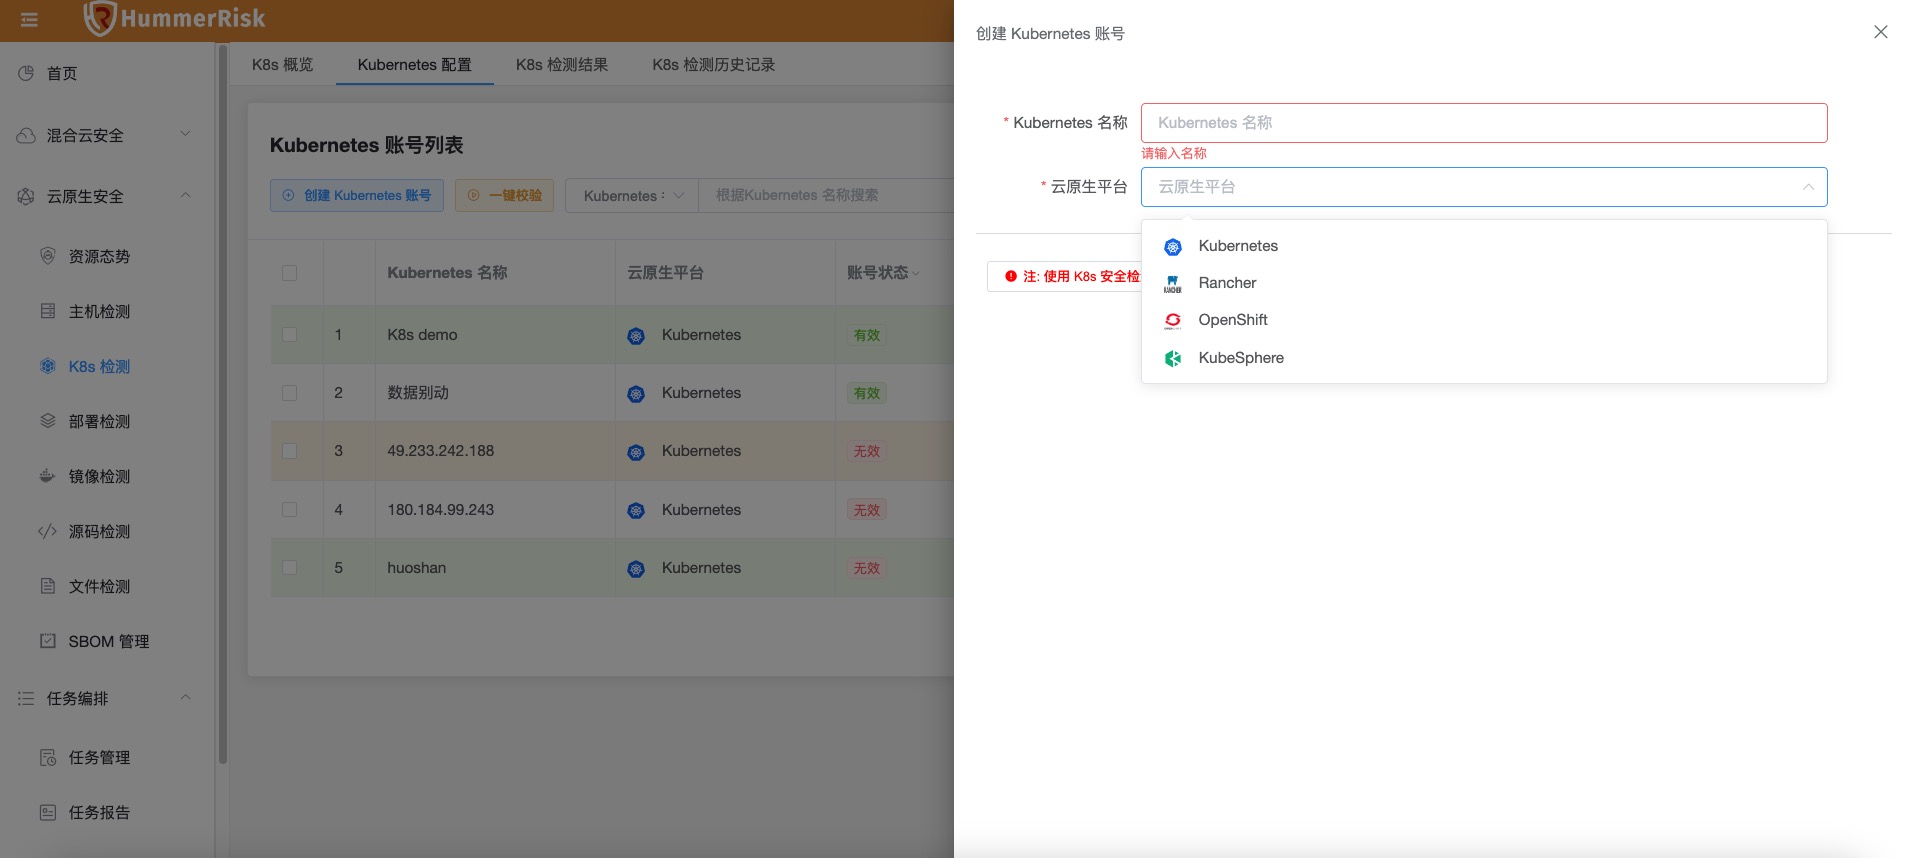 HummerRisk
首页
混合云安全
云原生安全
资源态势
主机检测
K8s 检测
部署检测
镜像检测
源码检测
文件检测
SBOM 管理
任务编排
任务管理
任务报告
K8s 概览
Kubernetes 配置
K8s 检测结果
K8s 检测历史记录
Kubernetes 账号列表
创建 Kubernetes 账号
一键校验
Kubernetes
根据Kubernetes 名称搜索
Kubernetes 名称
云原生平台
账号状态
1 K8s demo Kubernetes 有效
2 数据别动 Kubernetes 有效
3 49.233.242.188 Kubernetes 无效
4 180.184.99.243 Kubernetes 无效
5 huoshan Kubernetes 无效
创建 Kubernetes 账号
* Kubernetes 名称
Kubernetes 名称
请输入名称
* 云原生平台
云原生平台
Kubernetes
RANCHER Rancher
OpenShift
KubeSphere
注: 使用 K8s 安全检